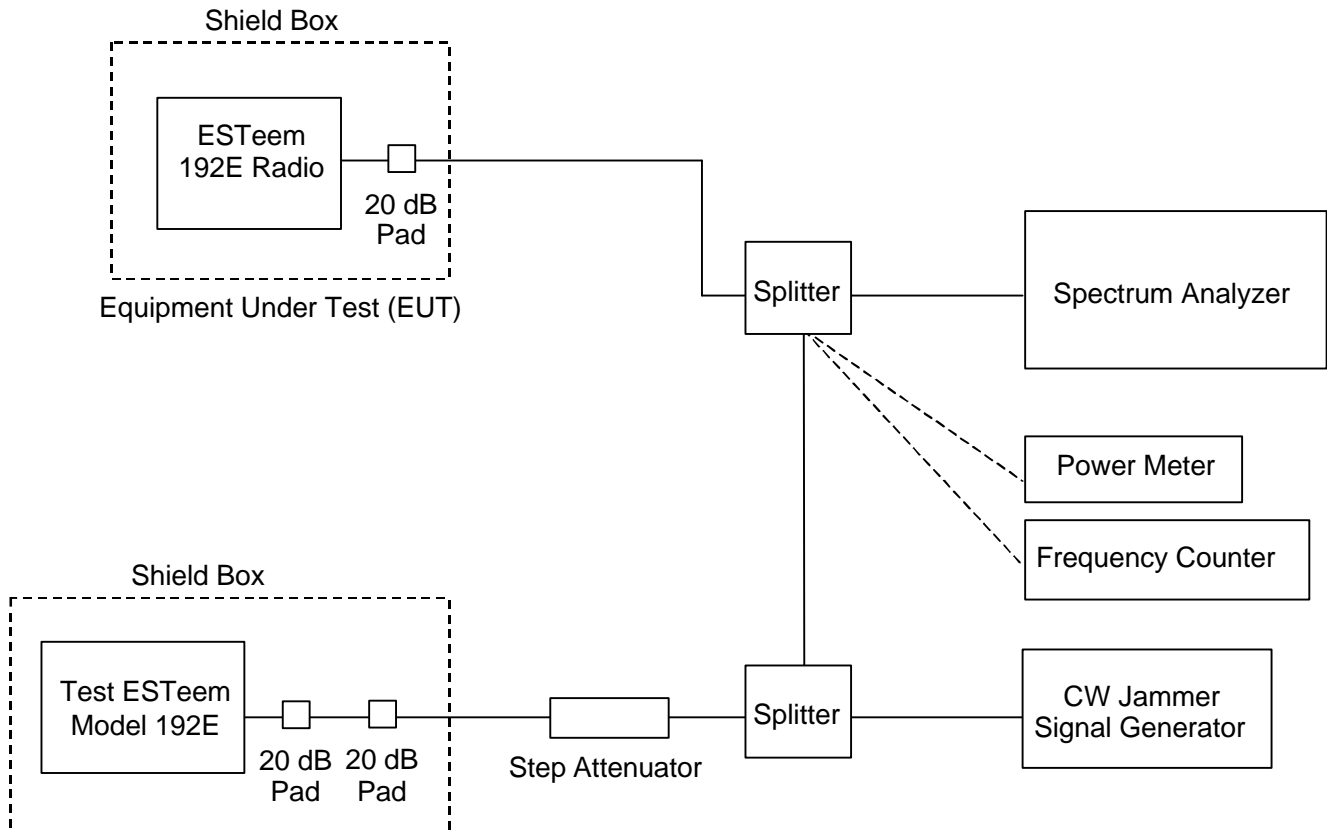 Shield Box
ESTeem
192E Radio
20 dB
Pad
Equipment Under Test (EUT)
Splitter
Spectrum Analyzer
Power Meter
Frequency Counter
Shield Box
Test ESTeem
Model 192E
20 dB
Pad
20 dB
Pad
Step Attenuator
Splitter
CW Jammer
Signal Generator